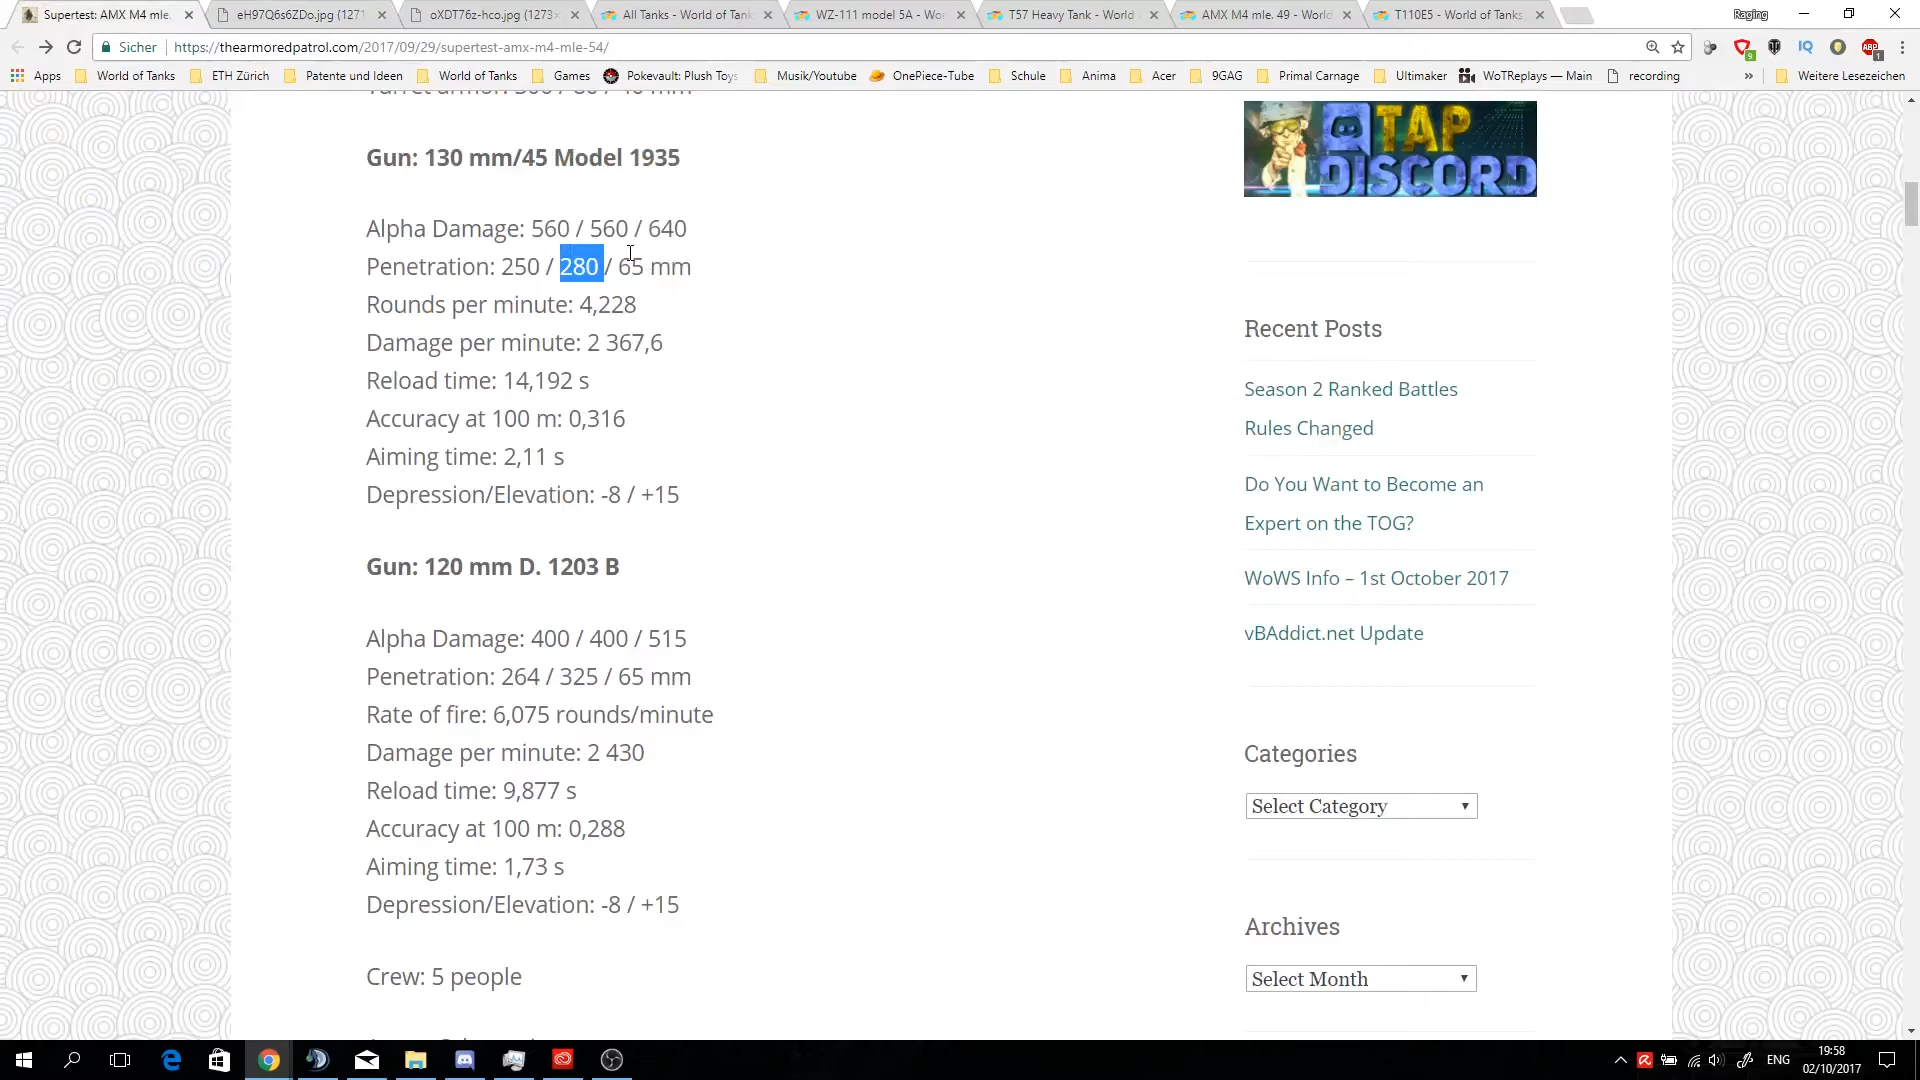 Supertest: AMX M4 mle.
eH97Q6s6ZDo.jpg (1271
oXDT76z-hco.jpg (1273×
All Tanks - World of Tank
WZ-111 model 5A - Wo
T57 Heavy Tank - World
AMX M4 mle. 49 - World
T110E5 - World of Tanks
Raging
Sicher
https://thearmoredpatrol.com/2017/09/29/supertest-amx-m4-mle-54/
Apps
World of Tanks
ETH Zürich
Patente und Ideen
World of Tanks
Games
Pokevault: Plush Toys
Musik/Youtube
OnePiece-Tube
Schule
Anima
Acer
9GAG
Primal Carnage
Ultimaker
WoTReplays — Main
recording
»
Weitere Lesezeichen
Gun: 130 mm/45 Model 1935
Alpha Damage: 560 / 560 / 640
Penetration: 250 / 280 / 65 mm
Rounds per minute: 4,228
Damage per minute: 2 367,6
Reload time: 14,192 s
Accuracy at 100 m: 0,316
Aiming time: 2,11 s
Depression/Elevation: -8 / +15
Gun: 120 mm D. 1203 B
Alpha Damage: 400 / 400 / 515
Penetration: 264 / 325 / 65 mm
Rate of fire: 6,075 rounds/minute
Damage per minute: 2 430
Reload time: 9,877 s
Accuracy at 100 m: 0,288
Aiming time: 1,73 s
Depression/Elevation: -8 / +15
Crew: 5 people
TAP
DISCORD
Recent Posts
Season 2 Ranked Battles
Rules Changed
Do You Want to Become an
Expert on the TOG?
WoWS Info – 1st October 2017
vBAddict.net Update
Categories
Select Category
Archives
Select Month
ENG
19:58
02/10/2017